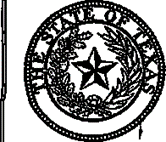 THE STATE OF TEXAS